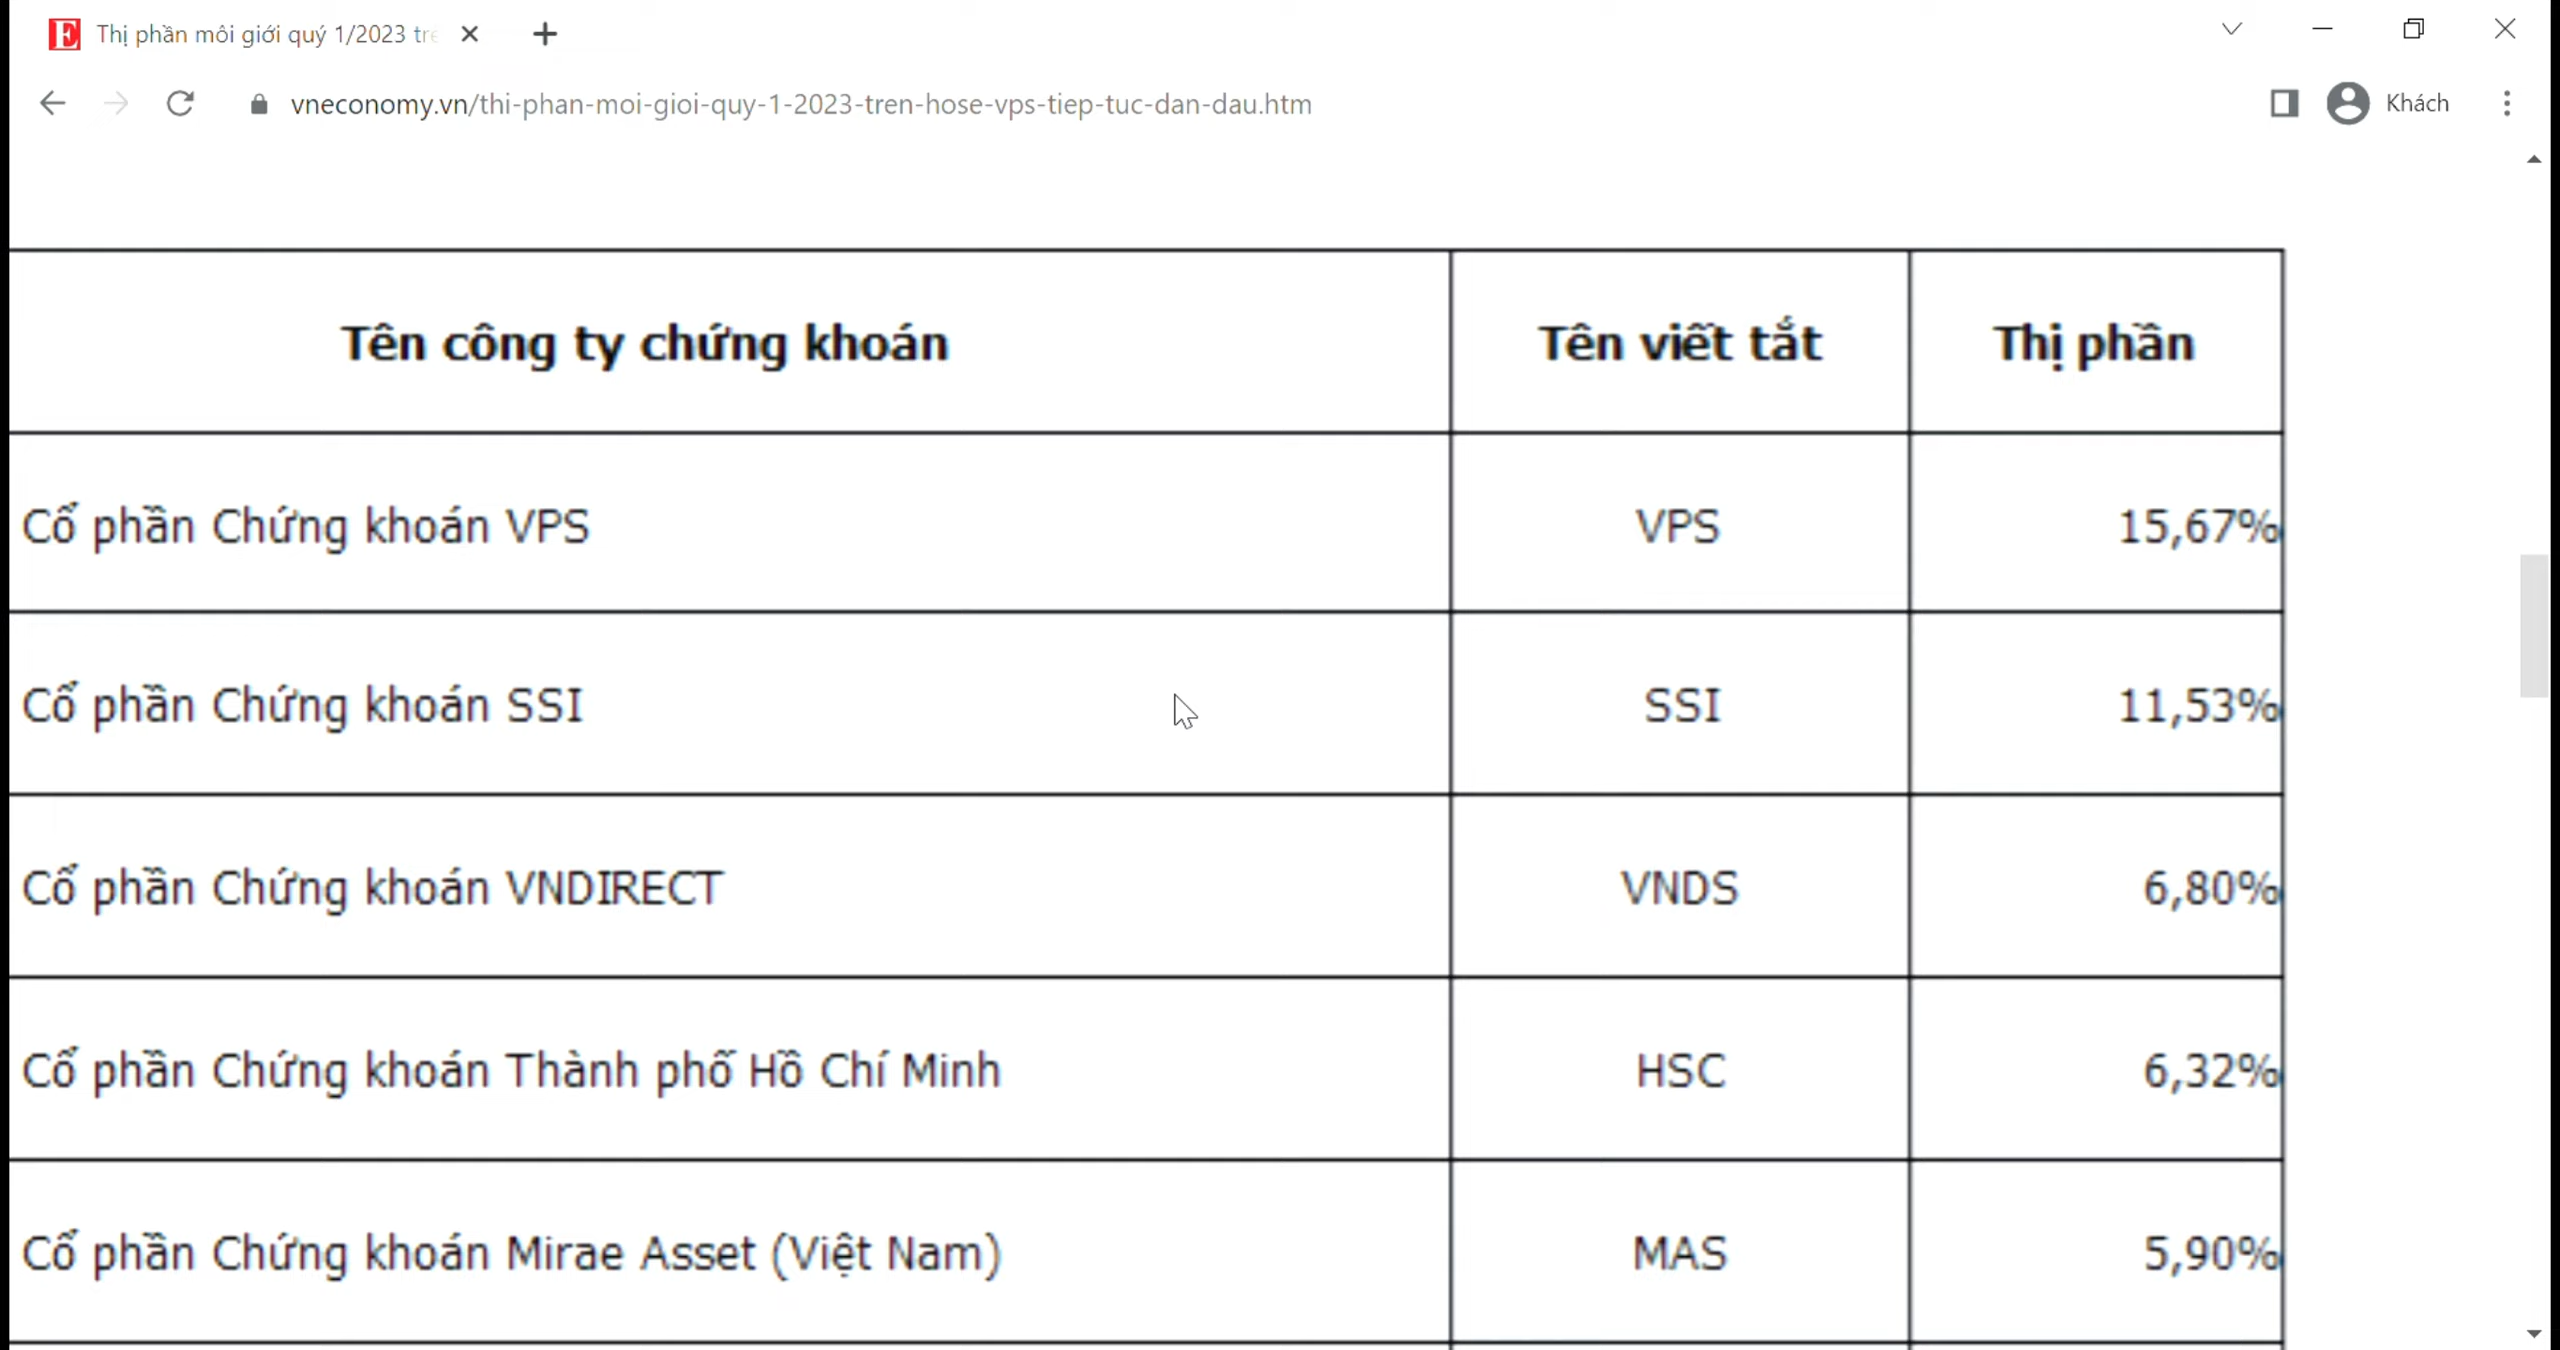 E Thị phần môi giới quý 1/2023 trê
vneconomy.vn/thi-phan-moi-gioi-quy-1-2023-tren-hose-vps-tiep-tuc-dan-dau.htm Khách
Tên công ty chứng khoán Tên viết tắt Thị phần
Cổ phần Chứng khoán VPS VPS 15,67%
Cổ phần Chứng khoán SSI SSI 11,53%
Cổ phần Chứng khoán VNDIRECT VNDS 6,80%
Cổ phần Chứng khoán Thành phố Hồ Chí Minh HSC 6,32%
Cổ phần Chứng khoán Mirae Asset (Việt Nam) MAS 5,90%